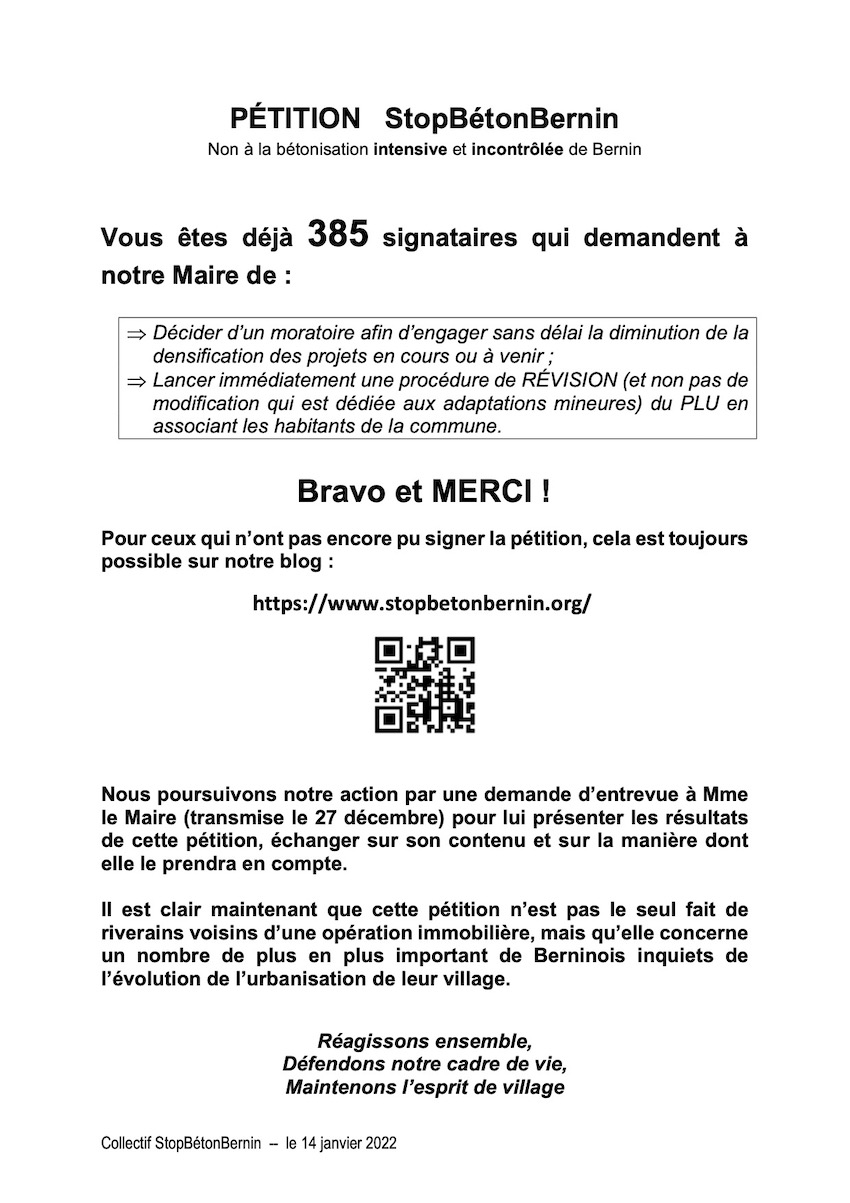 PÉTITION StopBétonBernin
Non à la bétonisation intensive et incontrôlée de Bernin
Vous êtes déjà 385 signataires qui demandent à
notre Maire de :
⇒ Décider d’un moratoire afin d’engager sans délai la diminution de la
densification des projets en cours ou à venir ;
⇒ Lancer immédiatement une procédure de RÉVISION (et non pas de
modification qui est dédiée aux adaptations mineures) du PLU en
associant les habitants de la commune.
Bravo et MERCI !
Pour ceux qui n’ont pas encore pu signer la pétition, cela est toujours
possible sur notre blog :
https://www.stopbetonbernin.org/
Nous poursuivons notre action par une demande d’entrevue à Mme
le Maire (transmise le 27 décembre) pour lui présenter les résultats
de cette pétition, échanger sur son contenu et sur la manière dont
elle le prendra en compte.
Il est clair maintenant que cette pétition n’est pas le seul fait de
riverains voisins d’une opération immobilière, mais qu’elle concerne
un nombre de plus en plus important de Berninois inquiets de
l’évolution de l’urbanisation de leur village.
Réagissons ensemble,
Défendons notre cadre de vie,
Maintenons l’esprit de village
Collectif StopBétonBernin – le 14 janvier 2022